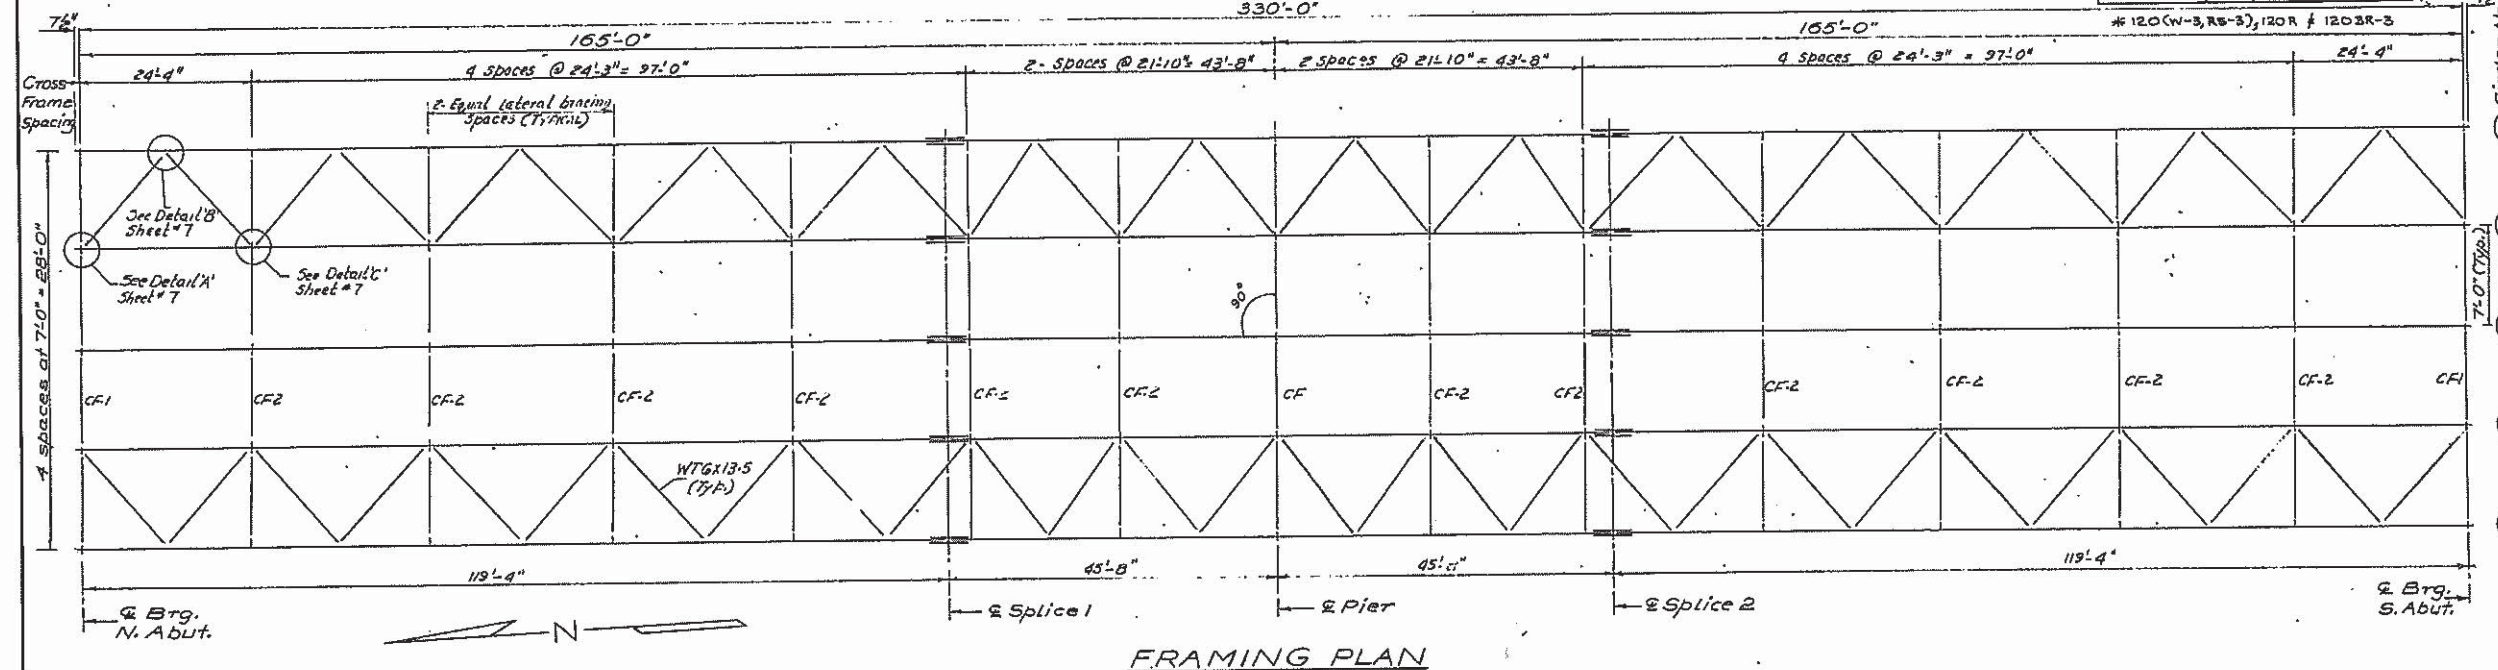 330'-0"
7½"
* 120(W-3,RS-3),120R & 120BR-3
165'-0"
165'-0"
24'-4"
4 spaces @ 24'-3" = 97'-0"
2- spaces @ 21'-10" = 43'-8"
2 spaces @ 21'-10" = 43'-8"
4 spaces @ 24'-3" = 97'-0"
24'-4"
Cross
Frame
Spacing
2- Equal lateral bracing
spaces (TYPICAL)
See Detail 'B'
Sheet #7
See Detail 'A'
Sheet #7
See Detail 'C'
Sheet #7
4 spaces at 7'-0" = 28'-0"
90°
7'-0" (Typ.)
CF-1
CF2
CF-2
CF-2
CF-2
CF-2
CF-2
CF
CF-2
CF2
CF-2
CF-2
CF-2
CF-2
CF1
WT6X13.5
(Typ.)
119'-4"
45'-8"
45'
119'-4"
℄ Brg.
N. Abut.
N
℄ Splice 1
℄ Pier
℄ Splice 2
℄ Brg.
S. Abut.
FRAMING PLAN